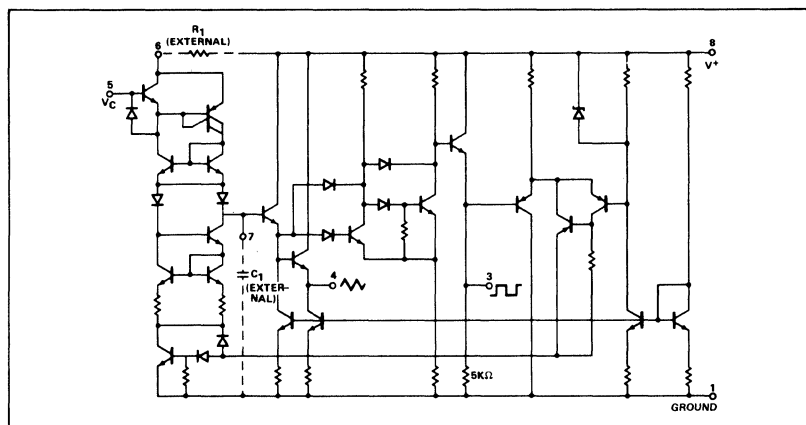 R1
(EXTERNAL)
6
8
V+
5
VC
7
C1
(EXTER-
NAL)
4
3
5KΩ
1
GROUND